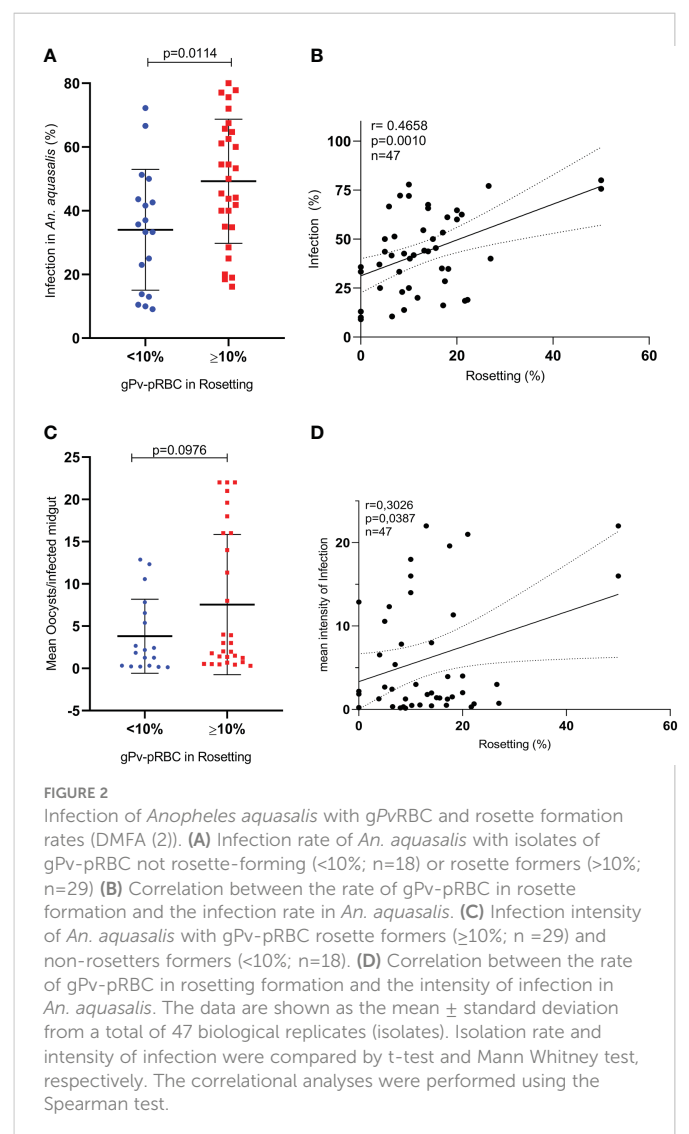 A
p=0.0114
80
60
40
20
0
Infection in An. aquasalis (%)
<10%
≥10%
gPv-pRBC in Rosetting
B
r= 0.4658
p=0.0010
n=47
100
75
50
25
0
Infection (%)
0
20
40
60
Rosetting (%)
C
p=0.0976
25
20
15
10
5
0
-5
Mean Oocysts/infected midgut
<10%
≥10%
gPv-pRBC in Rosetting
D
r=0,3026
p=0,0387
n=47
20
10
0
mean intensity of Infection
0
20
40
60
Rosetting (%)
FIGURE 2
Infection of Anopheles aquasalis with gPvRBC and rosette formation
rates (DMFA (2)). (A) Infection rate of An. aquasalis with isolates of
gPv-pRBC not rosette-forming (<10%; n=18) or rosette formers (>10%;
n=29) (B) Correlation between the rate of gPv-pRBC in rosette
formation and the infection rate in An. aquasalis. (C) Infection intensity
of An. aquasalis with gPv-pRBC rosette formers (≥10%; n =29) and
non-rosetters formers (<10%; n=18). (D) Correlation between the rate
of gPv-pRBC in rosetting formation and the intensity of infection in
An. aquasalis. The data are shown as the mean ± standard deviation
from a total of 47 biological replicates (isolates). Isolation rate and
intensity of infection were compared by t-test and Mann Whitney test,
respectively. The correlational analyses were performed using the
Spearman test.